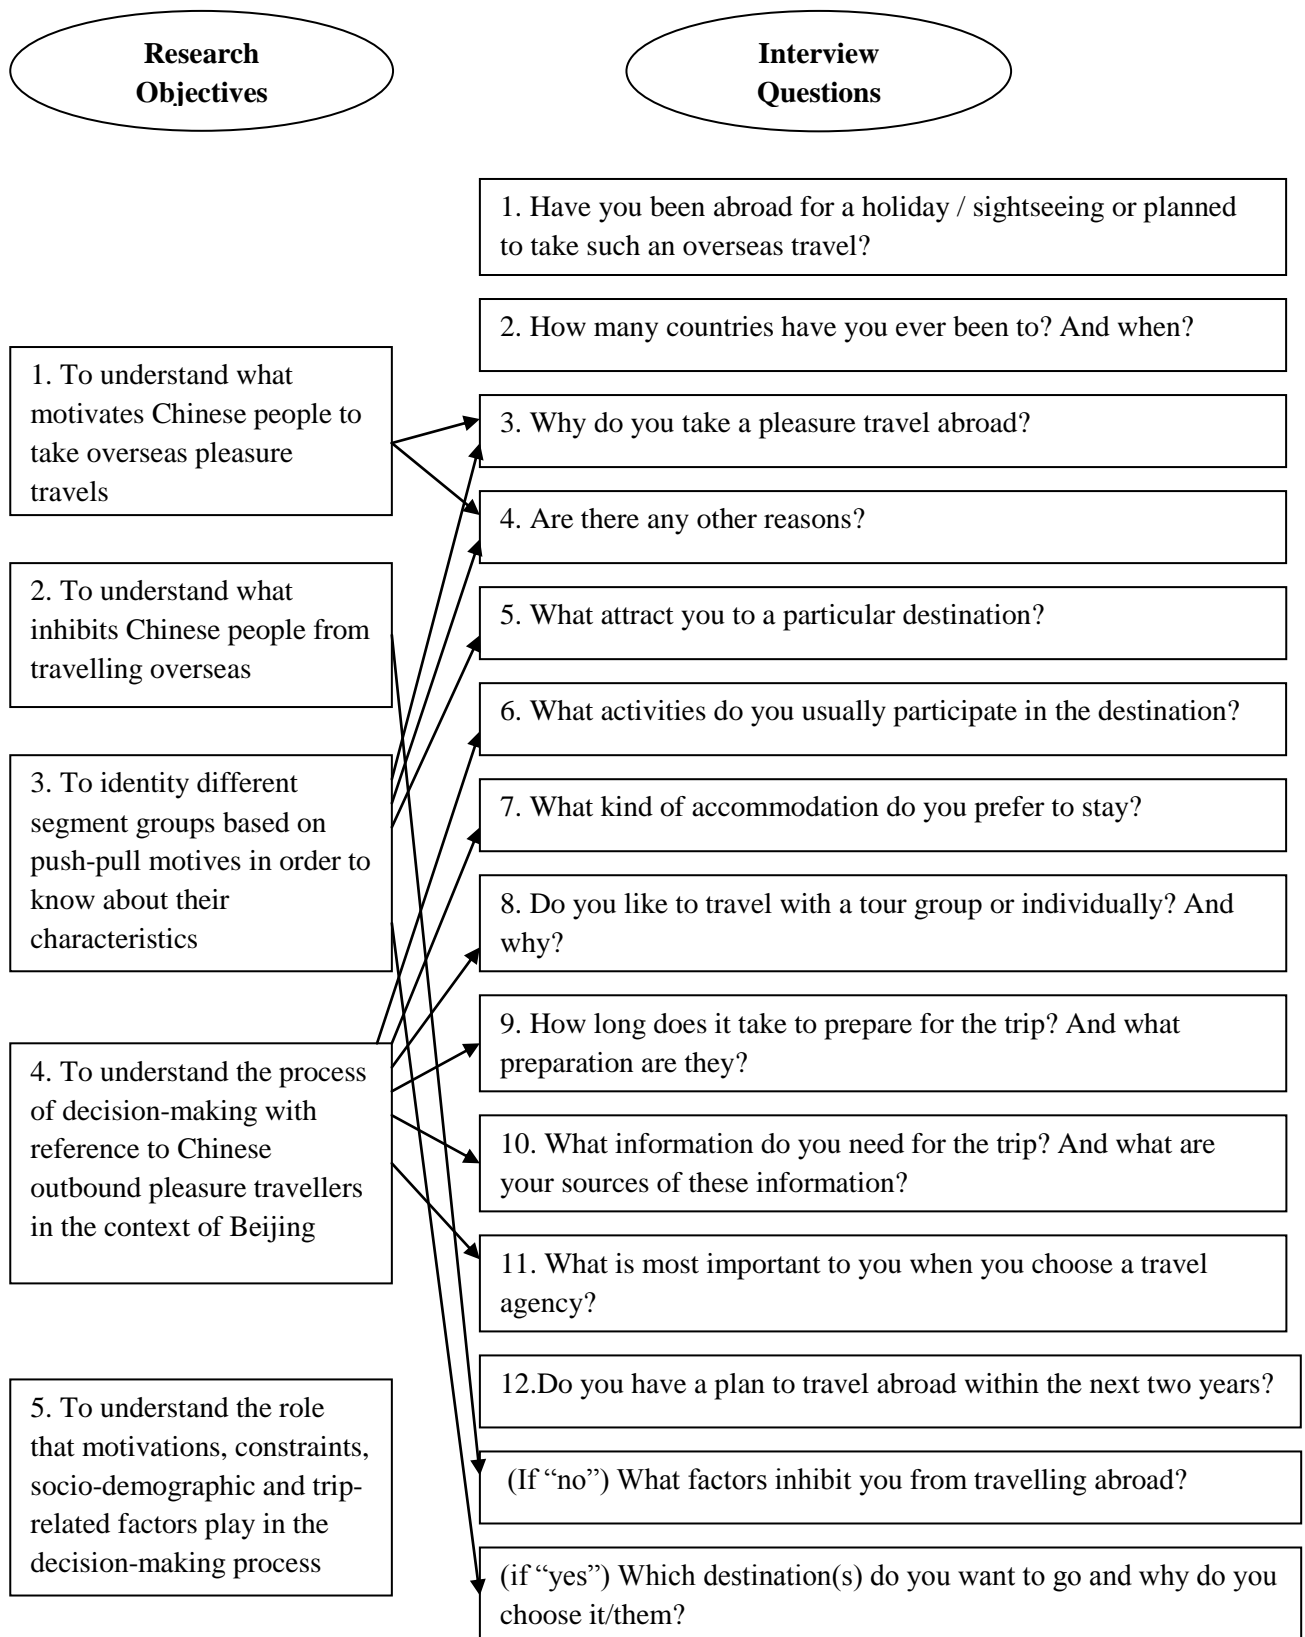 Research
Objectives
Interview
Questions
1. Have you been abroad for a holiday / sightseeing or planned
to take such an overseas travel?
2. How many countries have you ever been to? And when?
1. To understand what
motivates Chinese people to
take overseas pleasure
travels
3. Why do you take a pleasure travel abroad?
4. Are there any other reasons?
2. To understand what
inhibits Chinese people from
travelling overseas
5. What attract you to a particular destination?
6. What activities do you usually participate in the destination?
3. To identity different
segment groups based on
push-pull motives in order to
know about their
characteristics
7. What kind of accommodation do you prefer to stay?
8. Do you like to travel with a tour group or individually? And
why?
9. How long does it take to prepare for the trip? And what
preparation are they?
4. To understand the process
of decision-making with
reference to Chinese
outbound pleasure travellers
in the context of Beijing
10. What information do you need for the trip? And what are
your sources of these information?
11. What is most important to you when you choose a travel
agency?
12.Do you have a plan to travel abroad within the next two years?
5. To understand the role
that motivations, constraints,
socio-demographic and trip-
related factors play in the
decision-making process
(If “no”) What factors inhibit you from travelling abroad?
(if “yes”) Which destination(s) do you want to go and why do you
choose it/them?